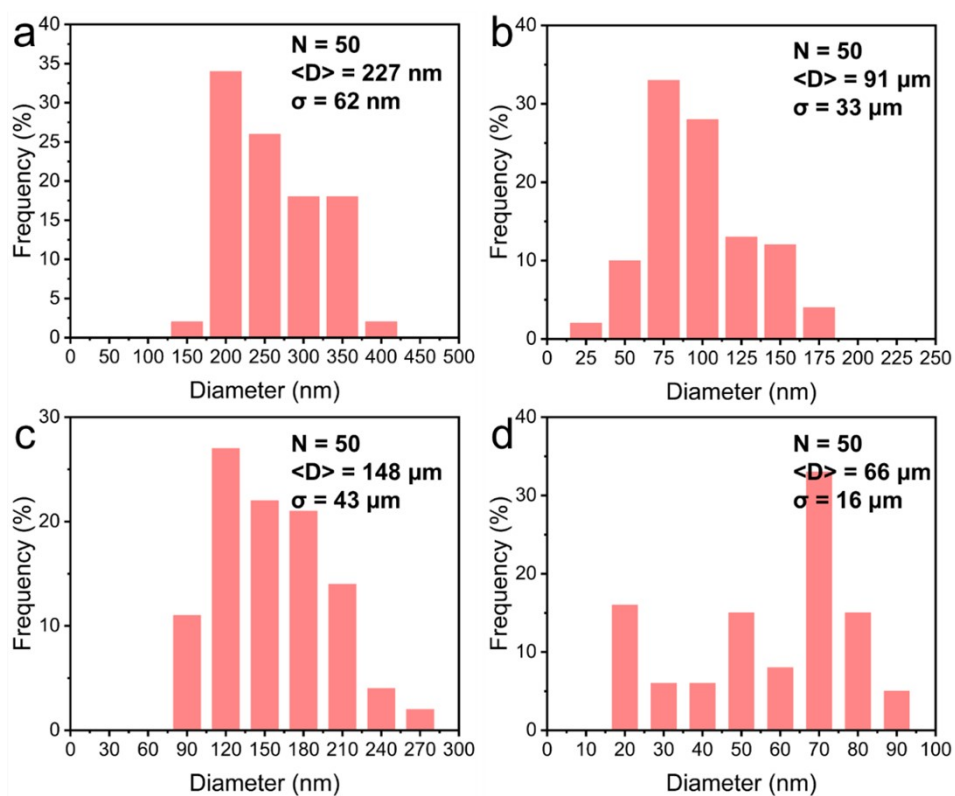 a
N = 50
<D> = 227 nm
σ = 62 nm
Frequency (%)
40
35
30
25
20
15
10
5
0
0 50 100 150 200 250 300 350 400 500
Diameter (nm)
b
N = 50
<D> = 91 μm
σ = 33 μm
Frequency (%)
40
30
20
10
0
0 25 50 75 100 125 150 175 200 225 250
Diameter (nm)
c
N = 50
<D> = 148 μm
σ = 43 μm
Frequency (%)
30
20
10
0
0 30 60 90 120 150 180 210 240 270 300
Diameter (nm)
d
N = 50
<D> = 66 μm
σ = 16 μm
Frequency (%)
40
30
20
10
0
0 10 20 30 40 50 60 70 80 90 100
Diameter (nm)